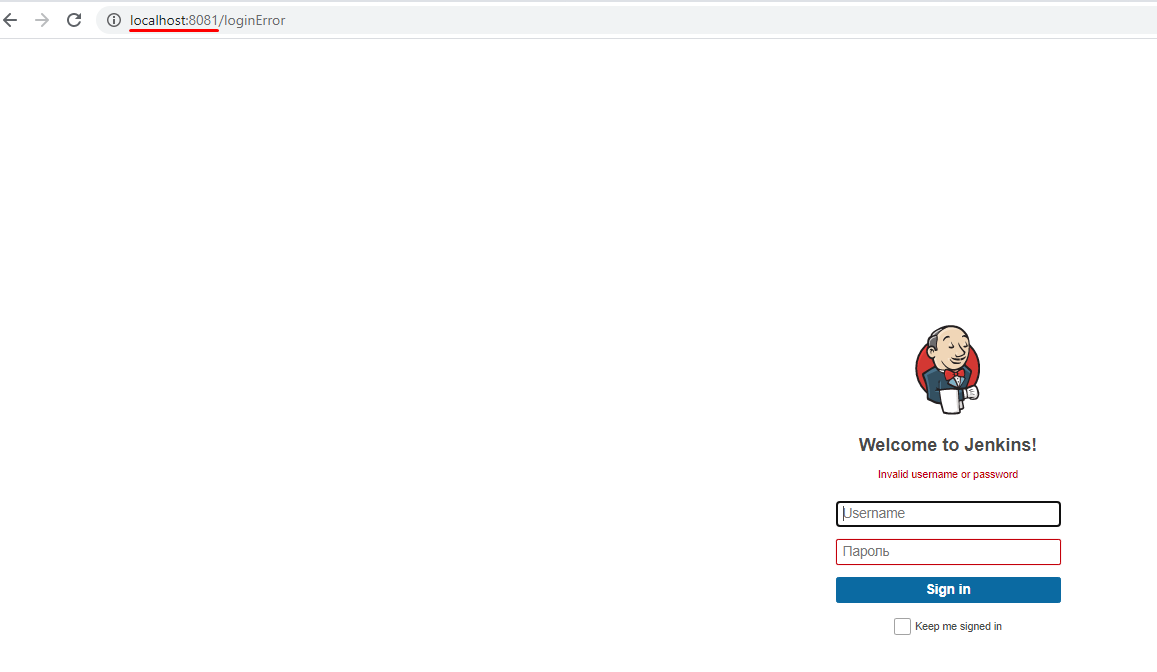 localhost:8081/loginError
Welcome to Jenkins!
Invalid username or password
Username
Пароль
Sign in
Keep me signed in